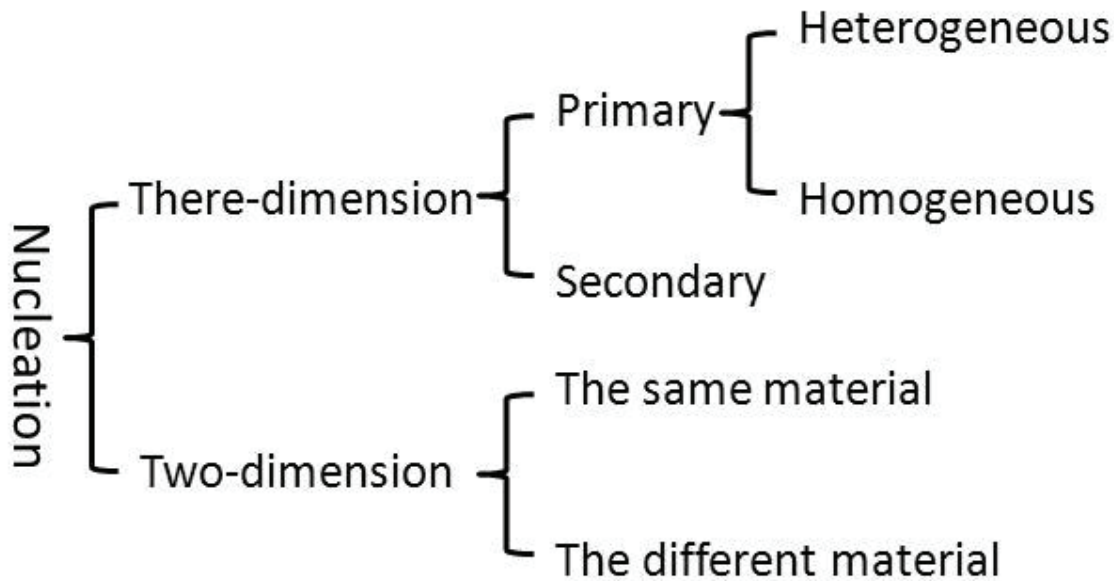 Nucleation
There-dimension
Primary
Heterogeneous
Homogeneous
Secondary
Two-dimension
The same material
The different material